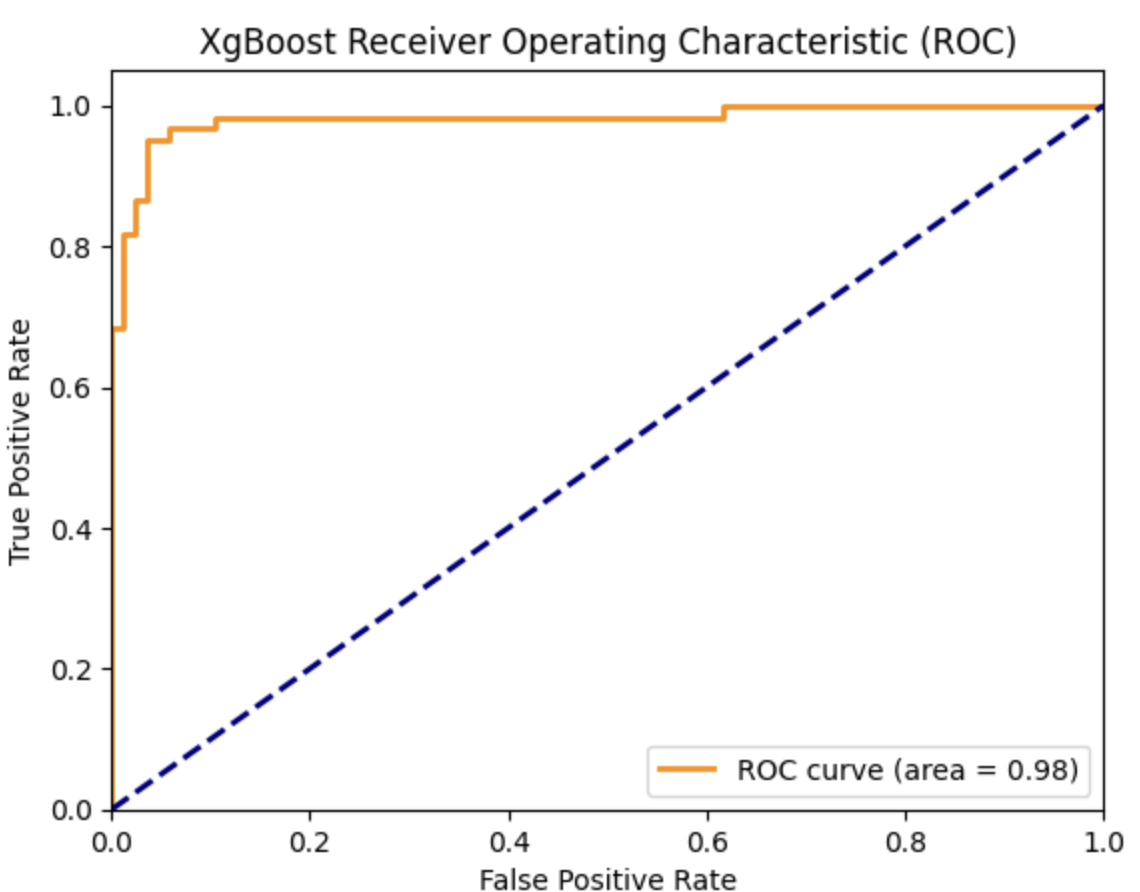 XgBoost Receiver Operating Characteristic (ROC)
True Positive Rate
1.0
0.8
0.6
0.4
0.2
0.0
ROC curve (area = 0.98)
0.0 0.2 0.4 0.6 0.8 1.0
False Positive Rate